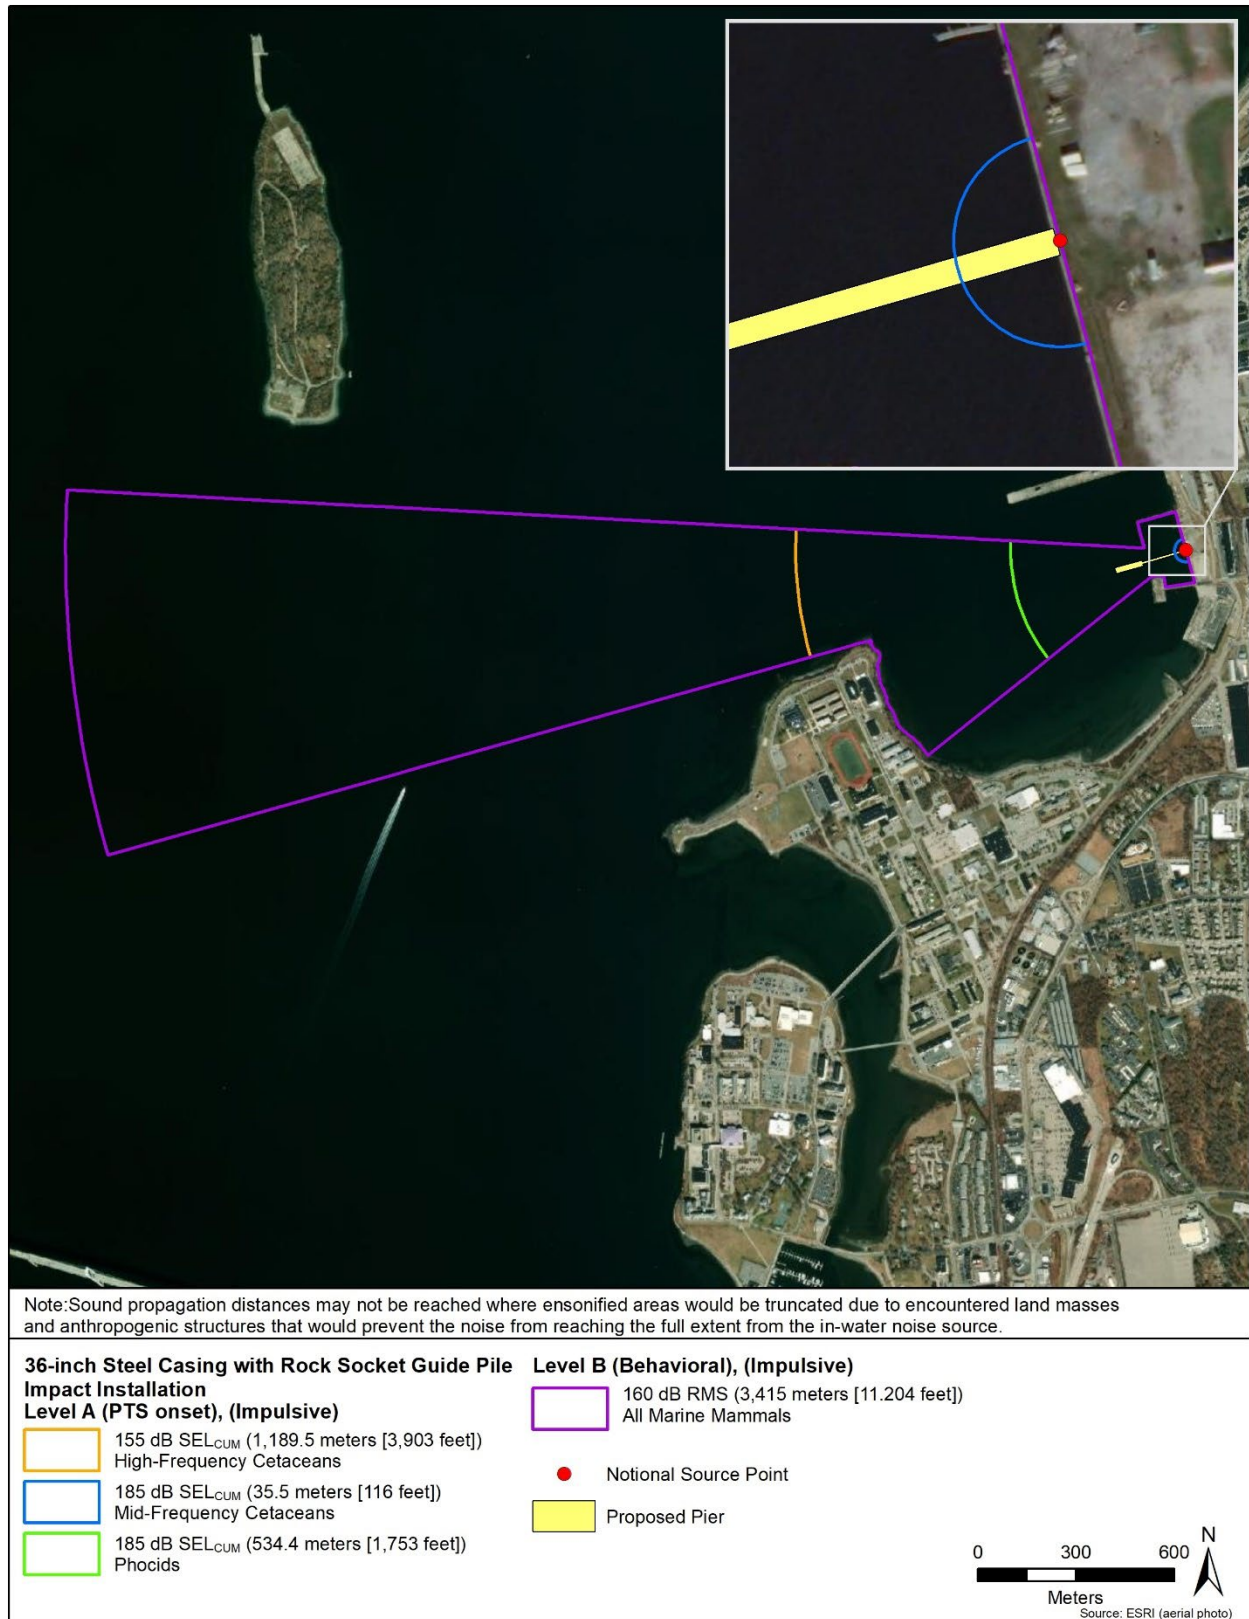 Note:Sound propagation distances may not be reached where ensonified areas would be truncated due to encountered land masses
and anthropogenic structures that would prevent the noise from reaching the full extent from the in-water noise source.
36-inch Steel Casing with Rock Socket Guide Pile
Impact Installation
Level A (PTS onset), (Impulsive)
155 dB SELCUM (1,189.5 meters [3,903 feet])
High-Frequency Cetaceans
185 dB SELCUM (35.5 meters [116 feet])
Mid-Frequency Cetaceans
185 dB SELCUM (534.4 meters [1,753 feet])
Phocids
Level B (Behavioral), (Impulsive)
160 dB RMS (3,415 meters [11.204 feet])
All Marine Mammals
Notional Source Point
Proposed Pier
0 300 600
Meters
N
Source: ESRI (aerial photo)